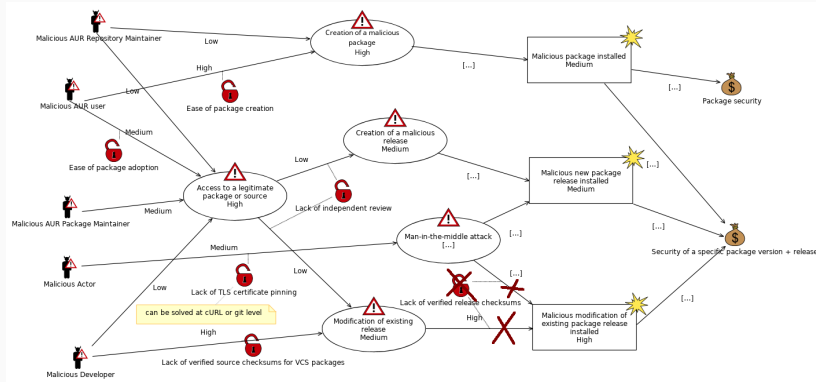 Malicious AUR Repository Maintainer
Low
Creation of a malicious
package
High
[...]
Malicious package installed
Medium
[...]
Package security
High
Malicious AUR user
Low
Ease of package creation
Medium
Ease of package adoption
Creation of a malicious
release
Medium
Low
[...]
Malicious new package
release installed
Medium
[...]
Access to a legitimate
package or source
High
Lack of independent review
Malicious AUR Package Maintainer
Medium
Man-in-the-middle attack
[...]
[...]
[...]
Security of a specific package version + release
Medium
Malicious Actor
Low
Low
[...]
Lack of TLS certificate pinning
Lack of verified release checksums
[...]
can be solved at cURL or git level
High
Modification of existing
release
Medium
High
Malicious modification of
existing package release
installed
High
Lack of verified source checksums for VCS packages
Malicious Developer